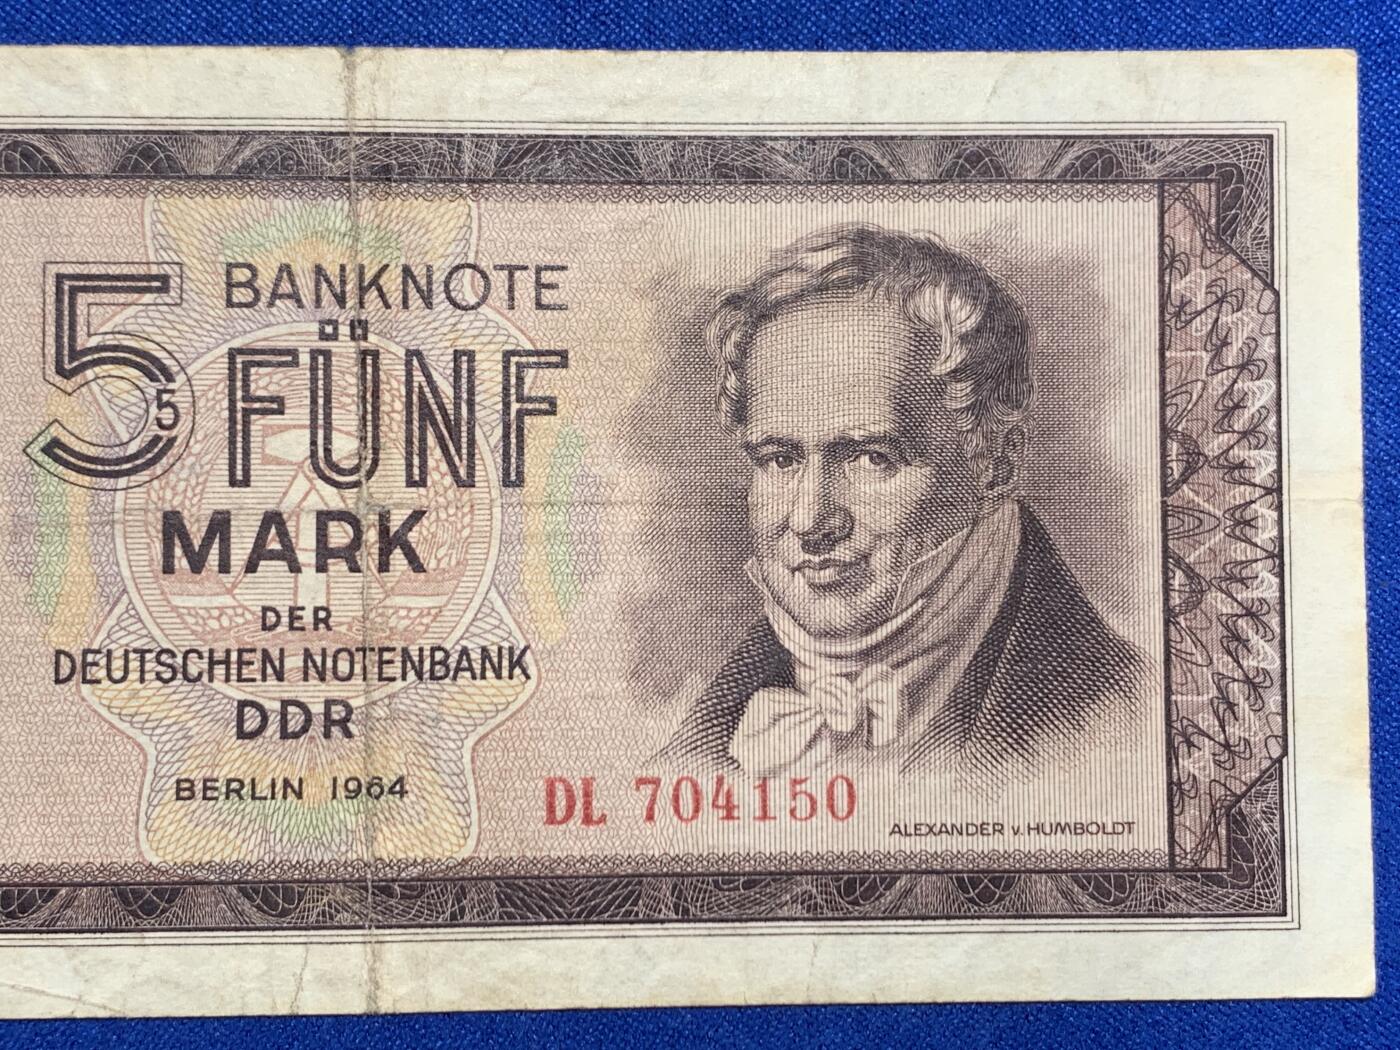 5
5
BANKNOTE
FÜNF
MARK
DER
DEUTSCHEN NOTENBANK
DDR
BERLIN 1964
DL 704150
ALEXANDER v. HUMBOLDT